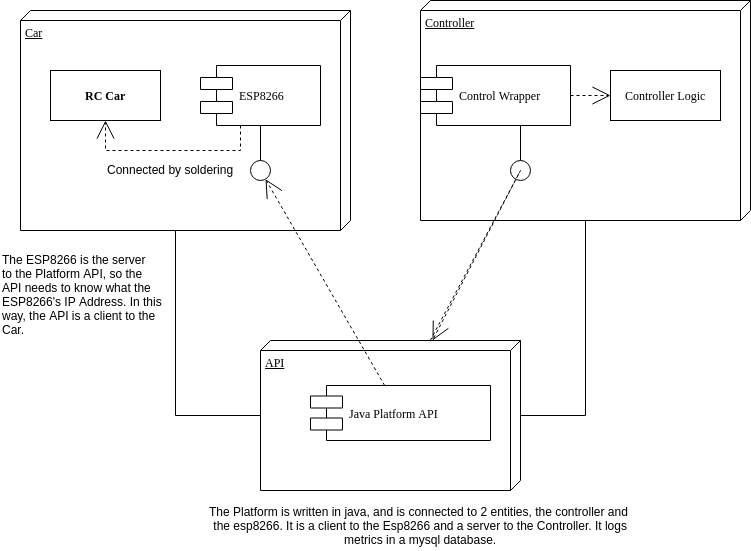 Car
Controller
RC Car
ESP8266
Control Wrapper
Controller Logic
Connected by soldering
The ESP8266 is the server
to the Platform API, so the
API needs to know what the
ESP8266's IP Address. In this
way, the API is a client to the
Car.
API
Java Platform API
The Platform is written in java, and is connected to 2 entities, the controller and
the esp8266. It is a client to the Esp8266 and a server to the Controller. It logs
metrics in a mysql database.